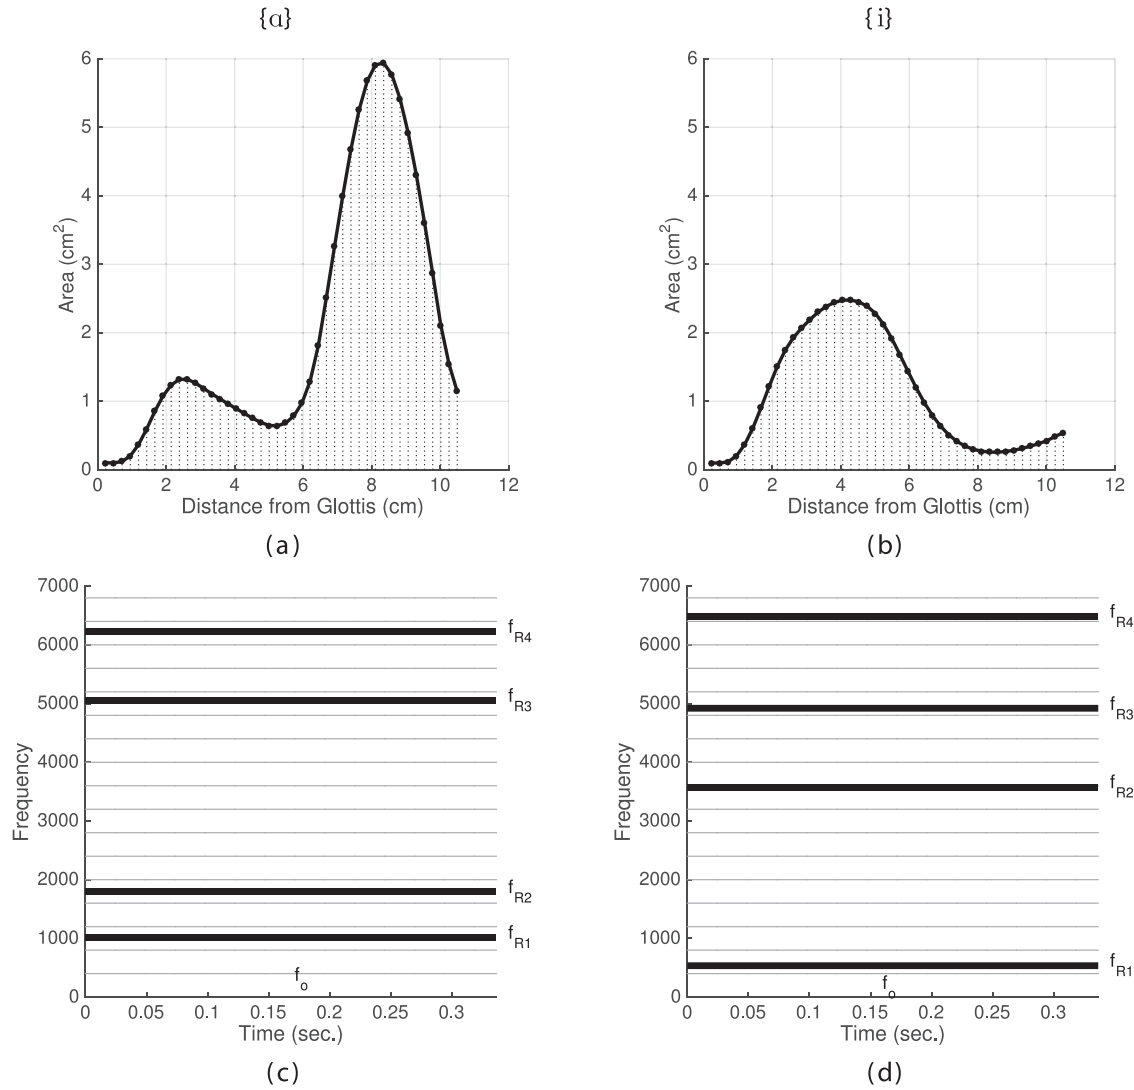 {ɑ}
{i}
6
5
4
3
2
1
0
Area (cm²)
0 2 4 6 8 10 12
Distance from Glottis (cm)
(a)
6
5
4
3
2
1
0
Area (cm²)
0 2 4 6 8 10 12
Distance from Glottis (cm)
(b)
7000
6000
5000
4000
3000
2000
1000
0
Frequency
fR4
fR3
fR2
fR1
fo
0 0.05 0.1 0.15 0.2 0.25 0.3
Time (sec.)
(c)
7000
6000
5000
4000
3000
2000
1000
0
Frequency
fR4
fR3
fR2
fR1
fo
0 0.05 0.1 0.15 0.2 0.25 0.3
Time (sec.)
(d)